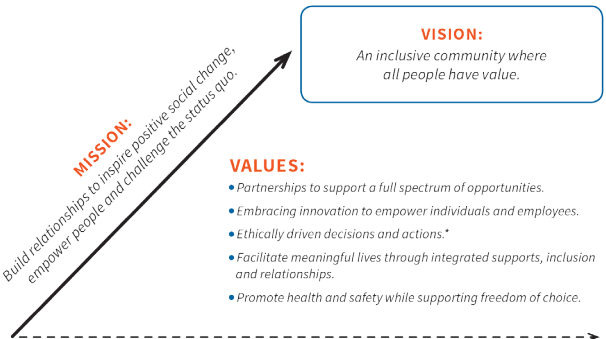 VISION:
An inclusive community where
all people have value.
MISSION:
Build relationships to inspire positive social change,
empower people and challenge the status quo.
VALUES:
• Partnerships to support a full spectrum of opportunities.
• Embracing innovation to empower individuals and employees.
• Ethically driven decisions and actions.*
• Facilitate meaningful lives through integrated supports, inclusion
and relationships.
• Promote health and safety while supporting freedom of choice.